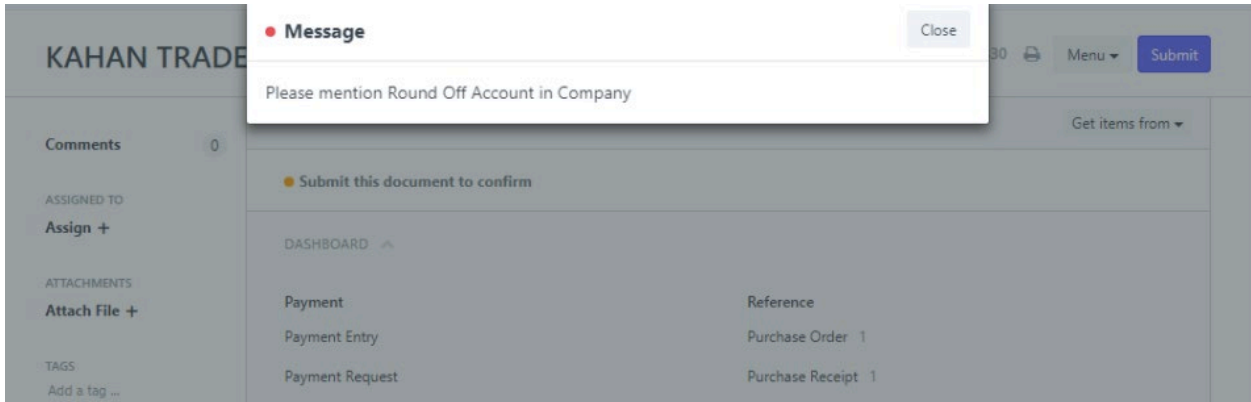 Message
Close
Please mention Round Off Account in Company
KAHAN TRADE
30
Menu
Submit
Get items from
Comments 0
ASSIGNED TO
Assign +
ATTACHMENTS
Attach File +
TAGS
Add a tag ...
Submit this document to confirm
DASHBOARD
Payment
Payment Entry
Payment Request
Reference
Purchase Order 1
Purchase Receipt 1